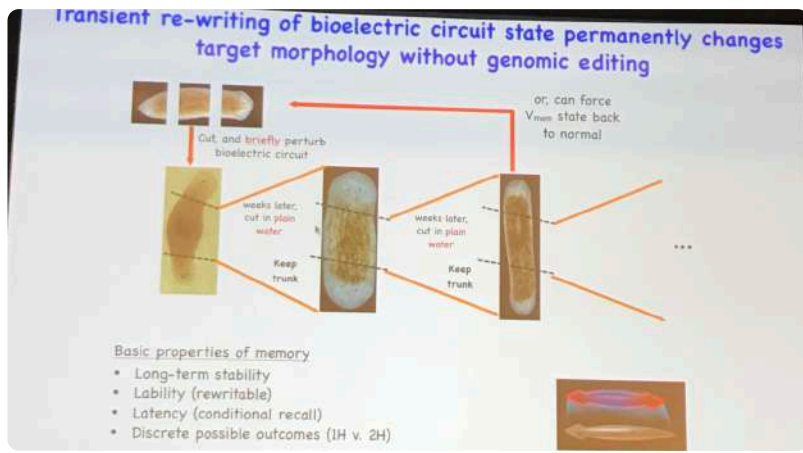 Transient re-writing of bioelectric circuit state permanently changes
target morphology without genomic editing
or, can force
Vmem state back
to normal
Cut, and briefly perturb
bioelectric circuit
weeks later,
cut in plain
water
Keep
trunk
weeks later,
cut in plain
water
Keep
trunk
...
Basic properties of memory
• Long-term stability
• Lability (rewritable)
• Latency (conditional recall)
• Discrete possible outcomes (1H v. 2H)